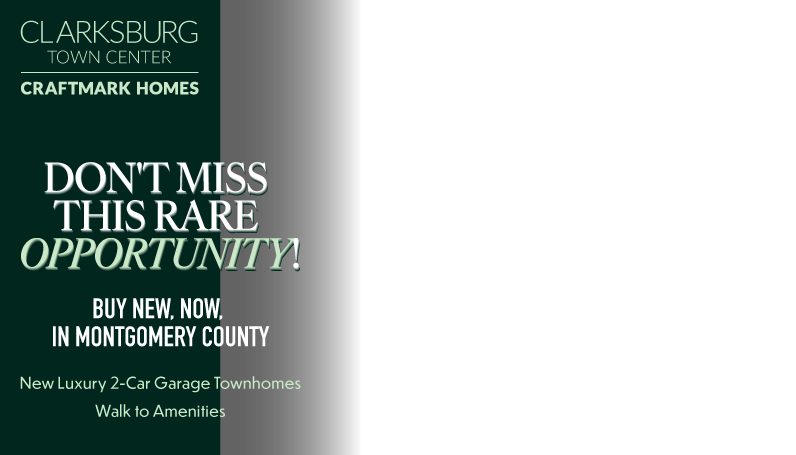 CLARKSBURG
TOWN CENTER
CRAFTMARK HOMES
DON'T MISS
THIS RARE
OPPORTUNITY!
BUY NEW, NOW,
IN MONTGOMERY COUNTY
New Luxury 2-Car Garage Townhomes
Walk to Amenities